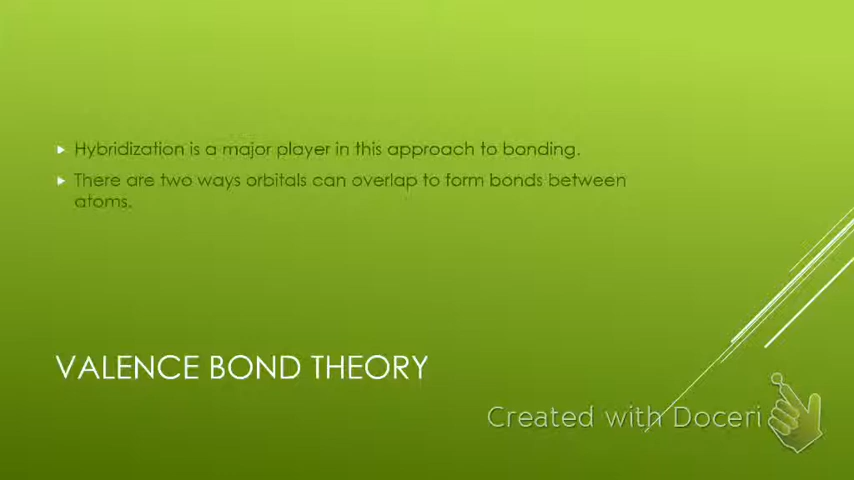 Hybridization is a major player in this approach to bonding.
There are two ways orbitals can overlap to form bonds between
atoms.
VALENCE BOND THEORY
Created with Doceri